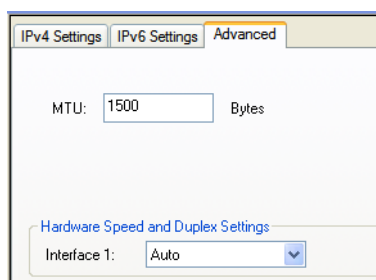 IPv4 Settings IPv6 Settings Advanced
MTU: 1500 Bytes
Hardware Speed and Duplex Settings
Interface 1: Auto